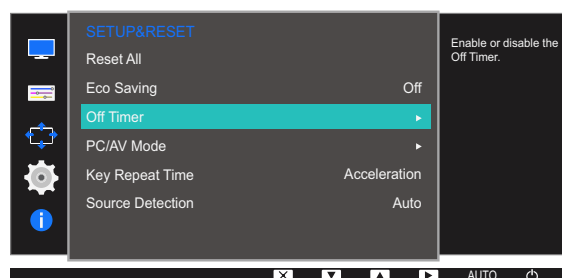 SETUP&RESET
Reset All
Eco Saving Off
Off Timer
PC/AV Mode
Key Repeat Time Acceleration
Source Detection Auto
Enable or disable the
Off Timer.
AUTO